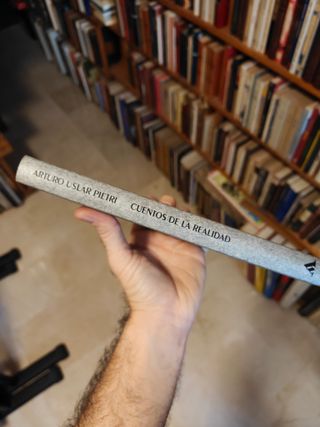 ARTURO USLAR PIETRI CUENTOS DE LA REALIDAD